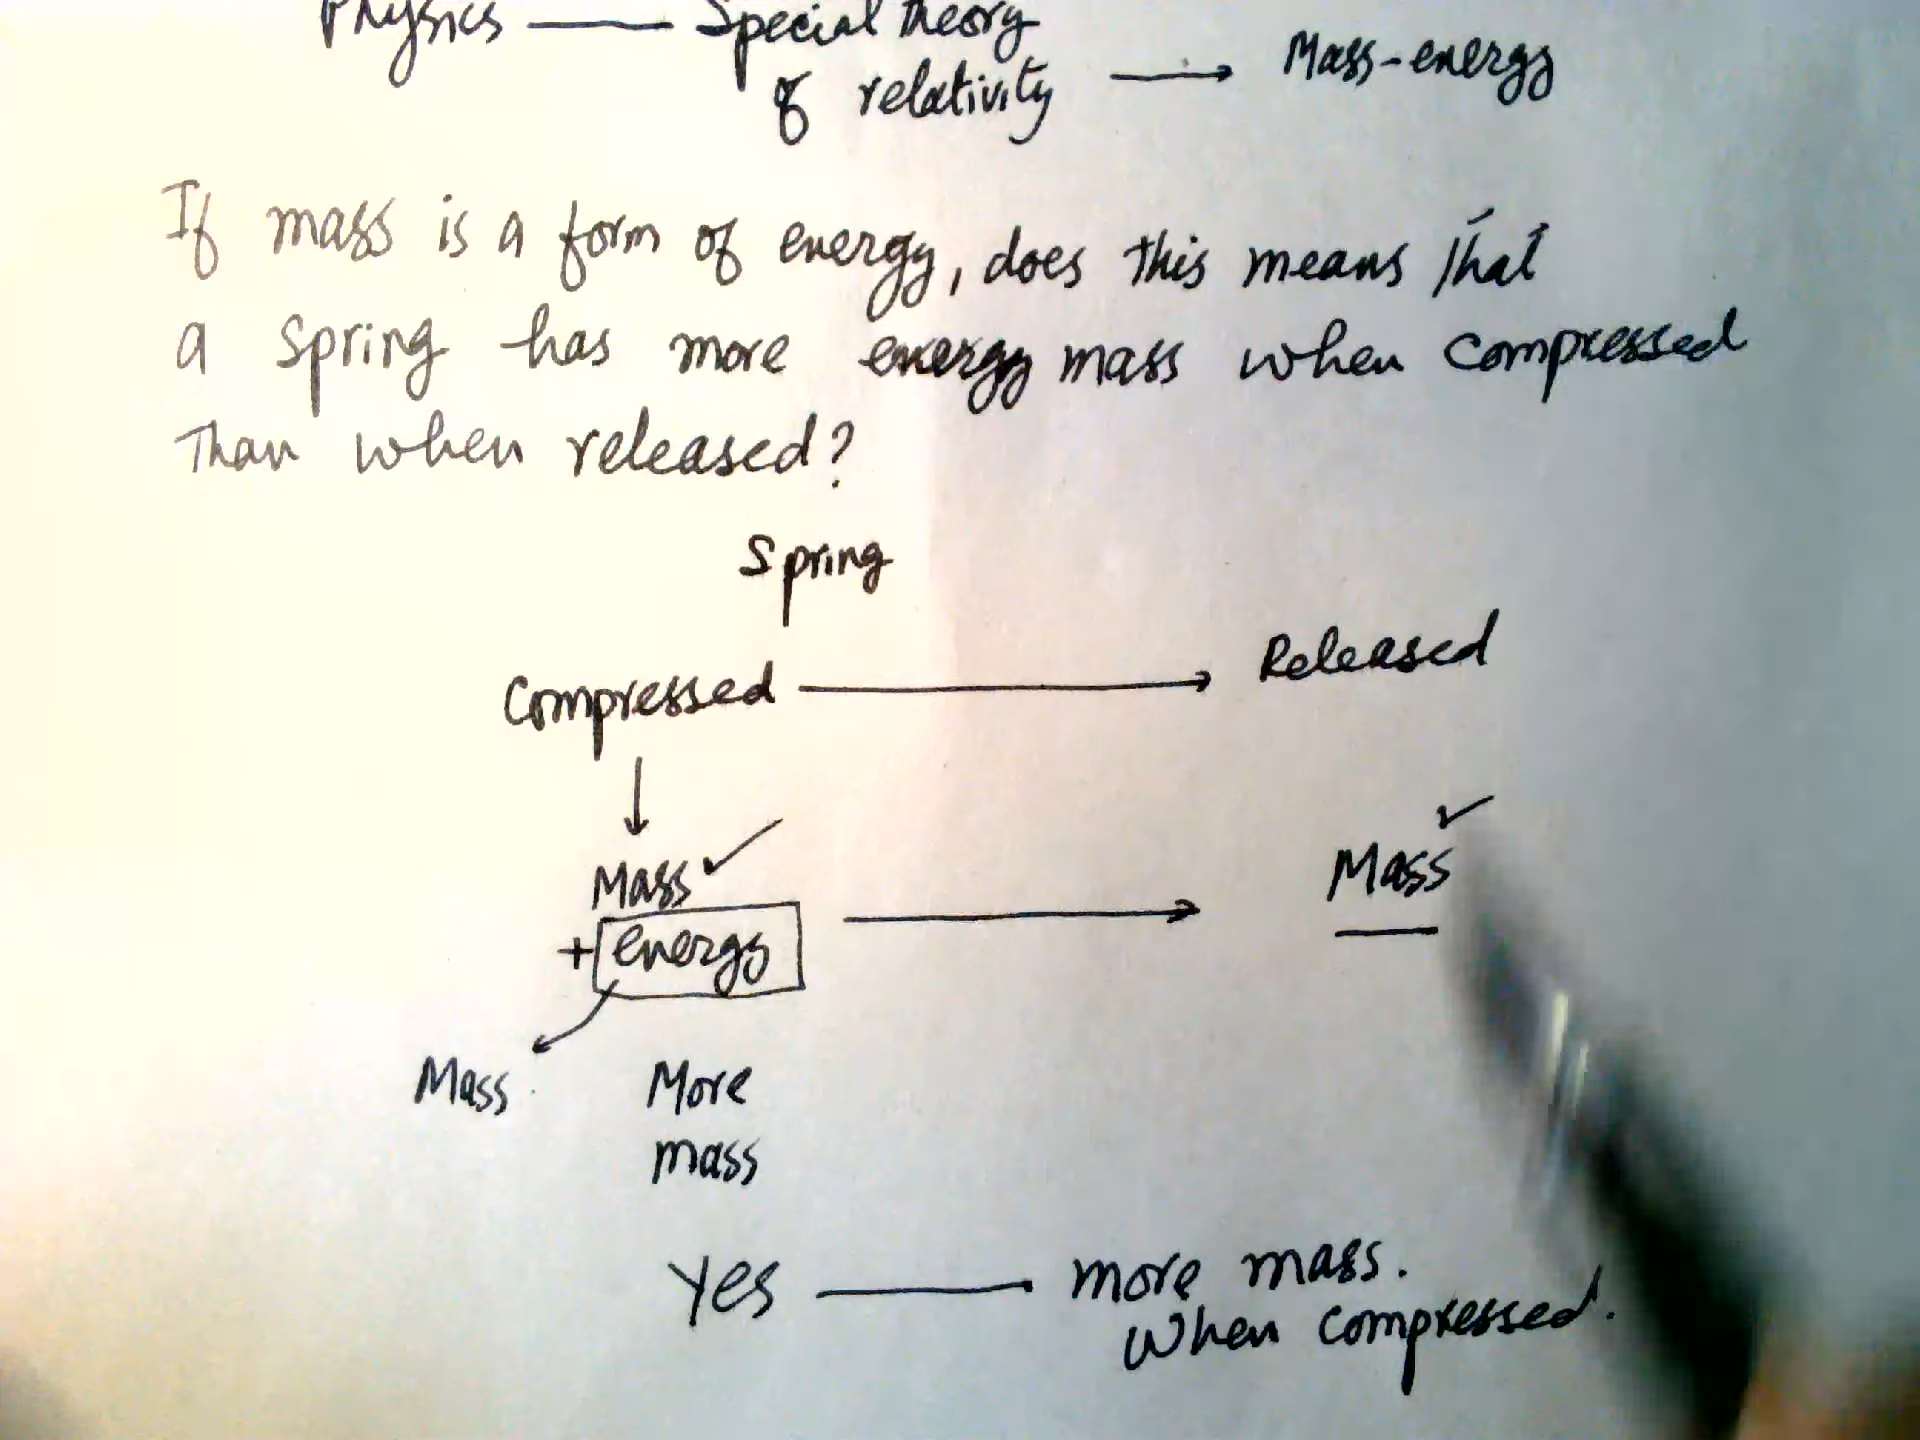 Physics — Special theory
of relativity → Mass-energy
If mass is a form of energy, does this means that
a spring has more energy mass when compressed
than when released?
Spring
Compressed → Released
Mass ✓ Mass ✓
+ energy →
Mass More
mass
Yes — more mass.
when compressed.